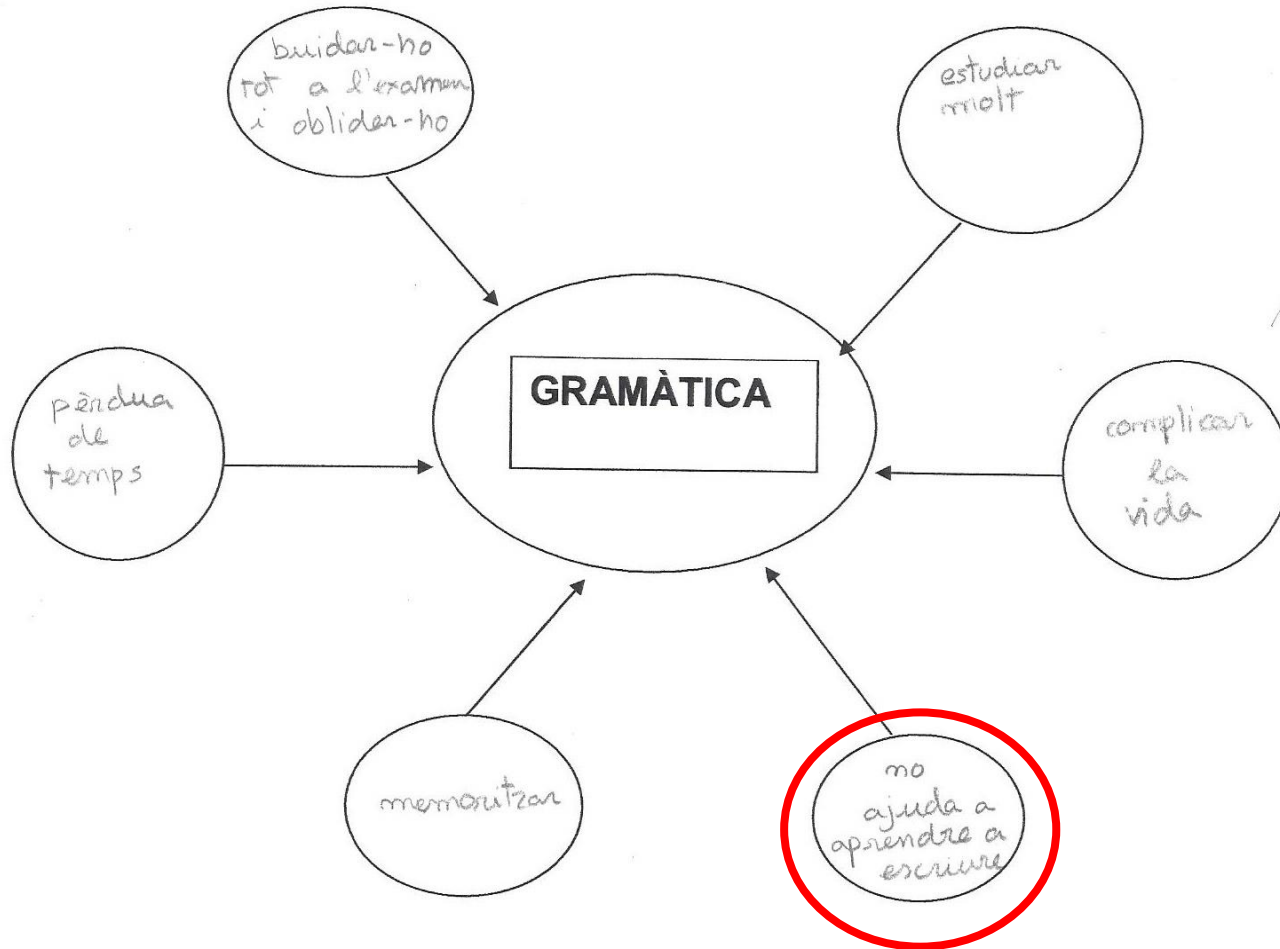 buidar-ho
tot a l'examen
i oblidar-ho
estudiar
molt
GRAMÀTICA
pèrdua
de
temps
complicar
la
vida
memoritzar
no
ajuda a
aprendre a
escriure